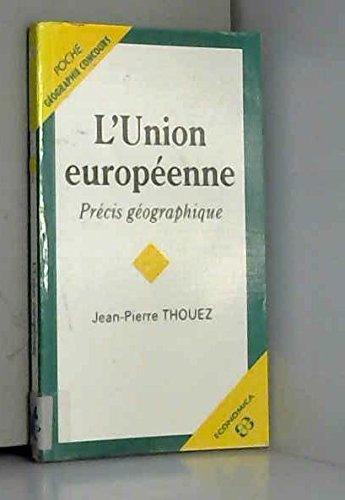 POCHE
GÉOGRAPHIE CONCOURS
L'Union
européenne
Précis géographique
Jean-Pierre THOUEZ
ECONOMICA